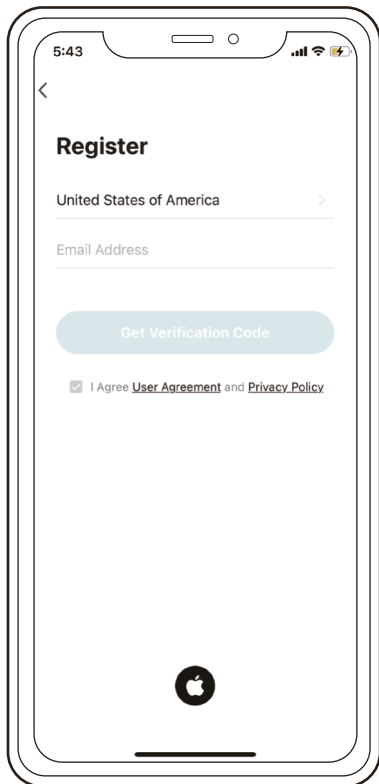 5:43
Register
United States of America
Email Address
Get Verification Code
I Agree User Agreement and Privacy Policy